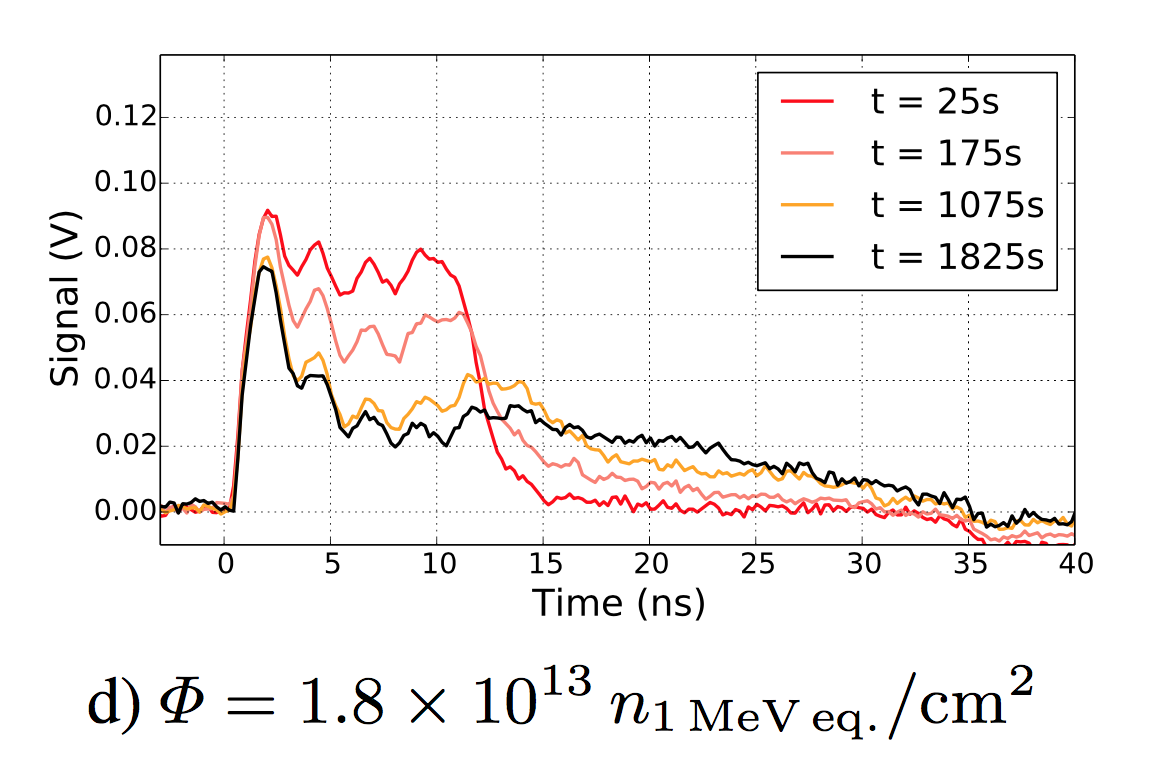 t = 25s
t = 175s
t = 1075s
t = 1825s
0.12
0.10
0.08
0.06
0.04
0.02
0.00
Signal (V)
0 5 10 15 20 25 30 35 40
Time (ns)
d) Φ = 1.8 × 10¹³ n₁ MeV eq./cm²